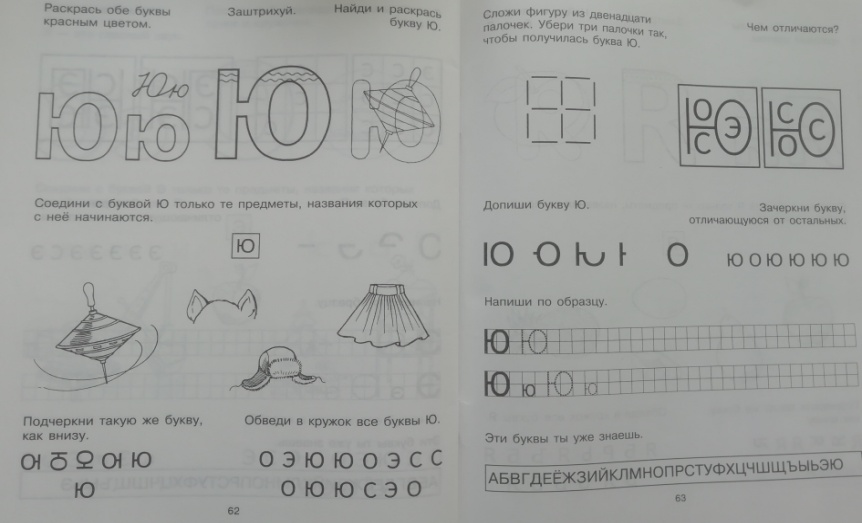 Раскрась обе буквы
красным цветом.
Заштрихуй.
Найди и раскрась
букву Ю.
Ю ю Юю Ю Ю
Соедини с буквой Ю только те предметы, названия которых
с неё начинаются.
Ю
Подчеркни такую же букву,
как внизу.
Ю
Ю
Обведи в кружок все буквы Ю.
О Э Ю Ю О Э С С
О Ю Ю С Э О
62
Сложи фигуру из двенадцати
палочек. Убери три палочки так,
чтобы получилась буква Ю.
Чем отличаются?
Ю С Э
С Ю С
Допиши букву Ю.
Зачеркни букву,
отличающуюся от остальных.
Ю О Ю Ю Ю Ю
Напиши по образцу.
Ю Ю
Ю ю Ю ю
Эти буквы ты уже знаешь.
АБВГДЕЁЖЗИЙКЛМНОПРСТУФХЦЧШЩЪЫЬЭЮ
63